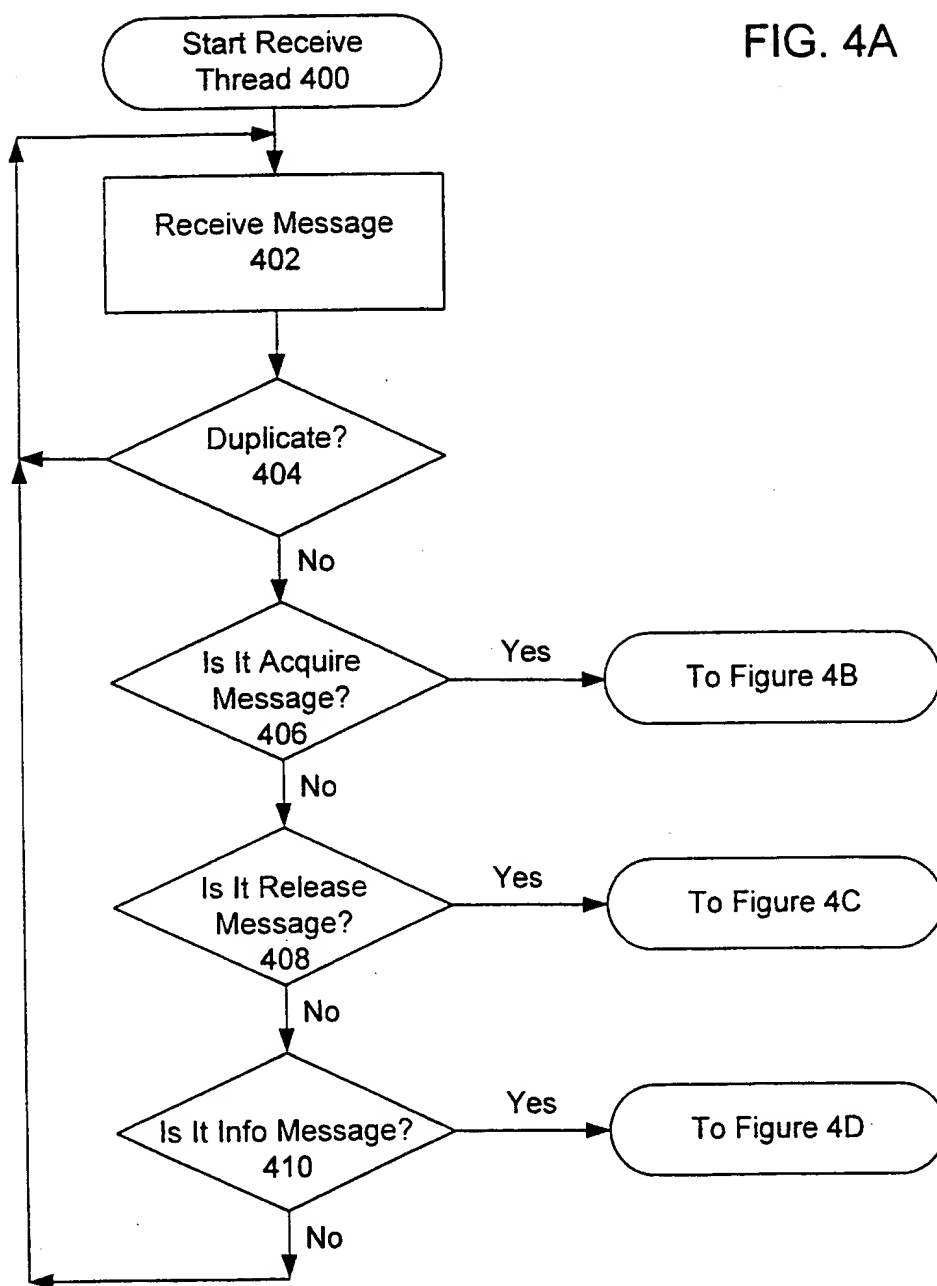 FIG. 4A
Start Receive
Thread 400
Receive Message
402
Duplicate?
404
No
Is It Acquire
Message?
406
Yes
To Figure 4B
No
Is It Release
Message?
408
Yes
To Figure 4C
No
Is It Info Message?
410
Yes
To Figure 4D
No